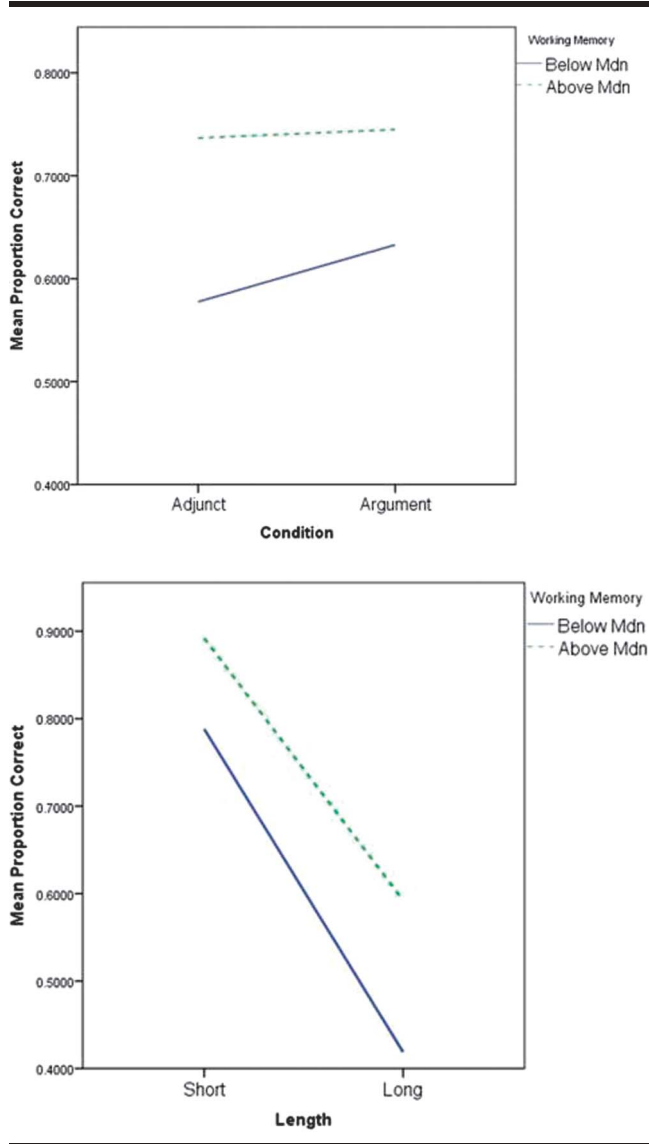 Working Memory
Below Mdn
Above Mdn
0.8000
0.7000
0.6000
0.5000
0.4000
Mean Proportion Correct
Adjunct Argument
Condition
Working Memory
Below Mdn
Above Mdn
0.9000
0.8000
0.7000
0.6000
0.5000
0.4000
Mean Proportion Correct
Short Long
Length